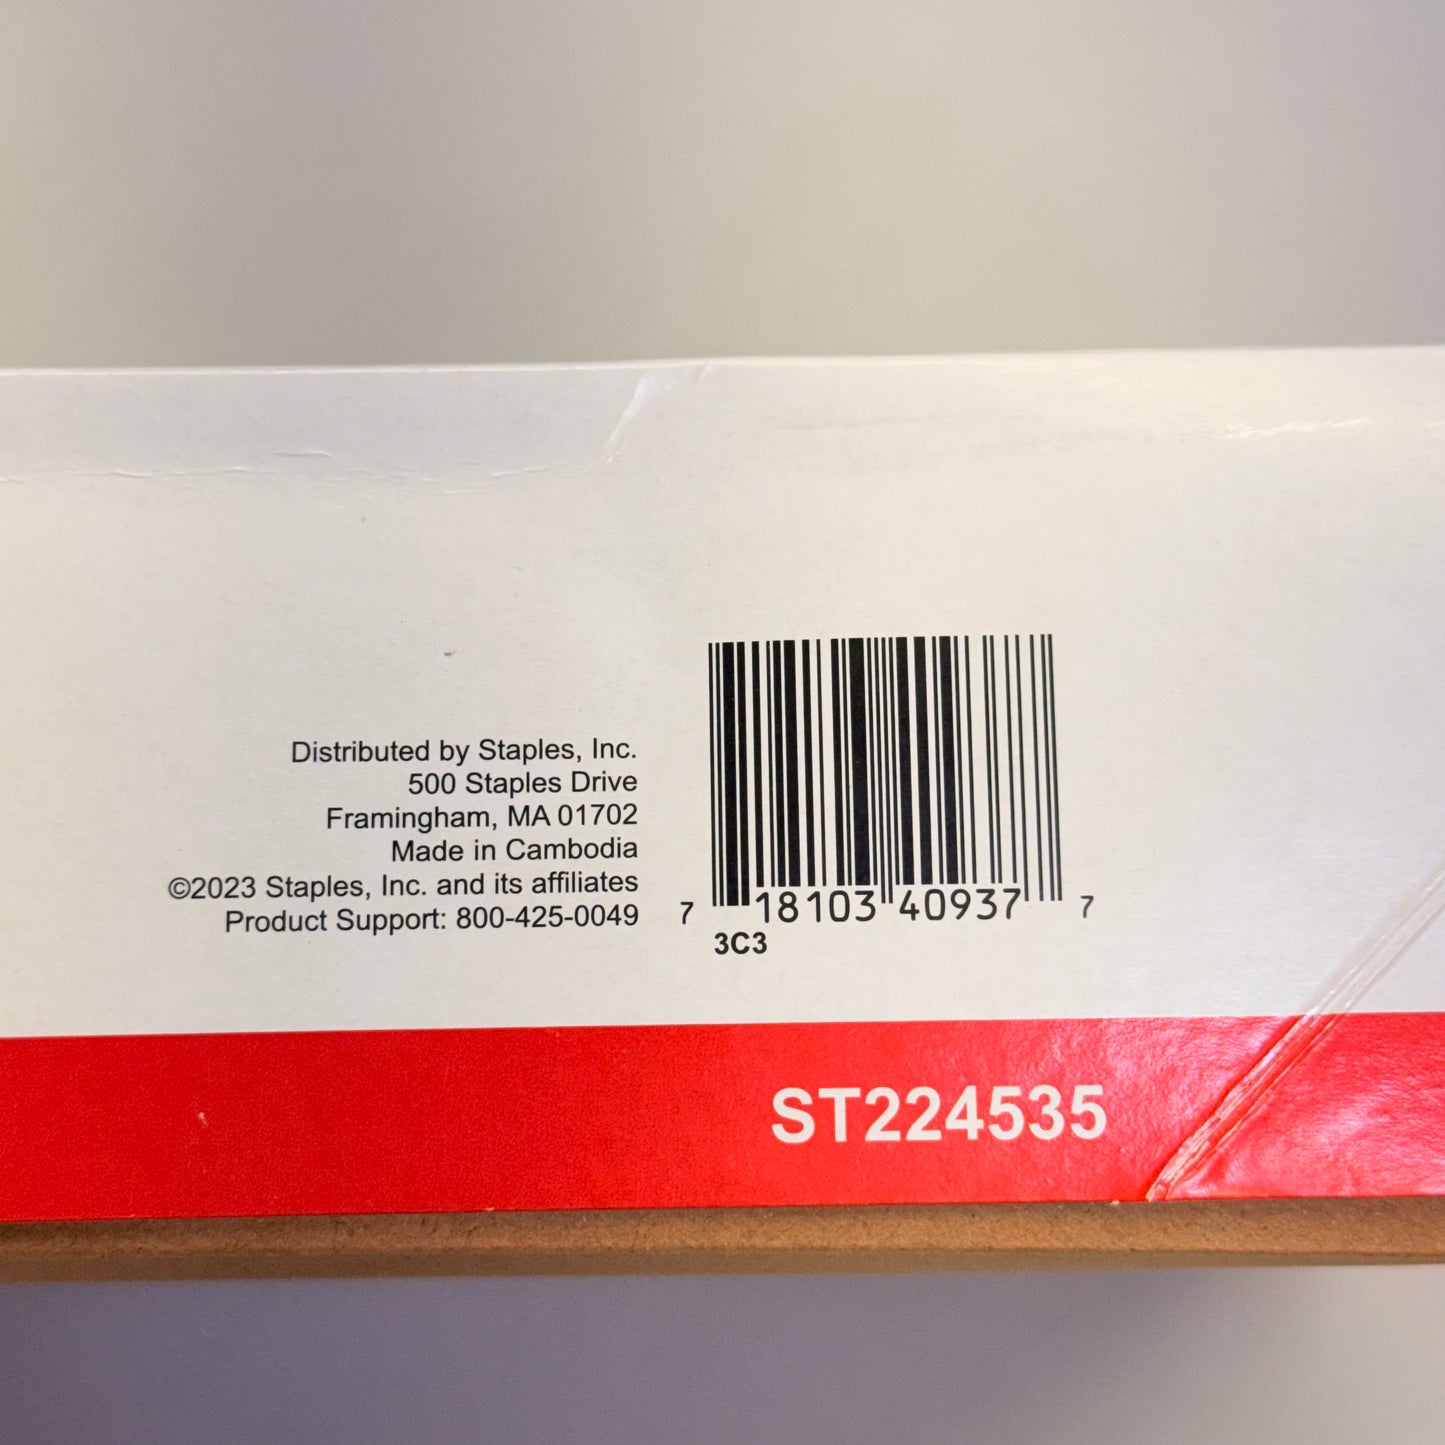 Distributed by Staples, Inc.
500 Staples Drive
Framingham, MA 01702
Made in Cambodia
©2023 Staples, Inc. and its affiliates
Product Support: 800-425-0049
7 18103 40937 7
3C3
ST224535